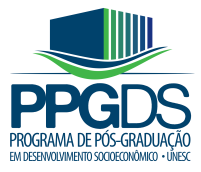 PPGDS
PROGRAMA DE PÓS-GRADUAÇÃO
EM DESENVOLVIMENTO SOCIOECONÔMICO • UNESC